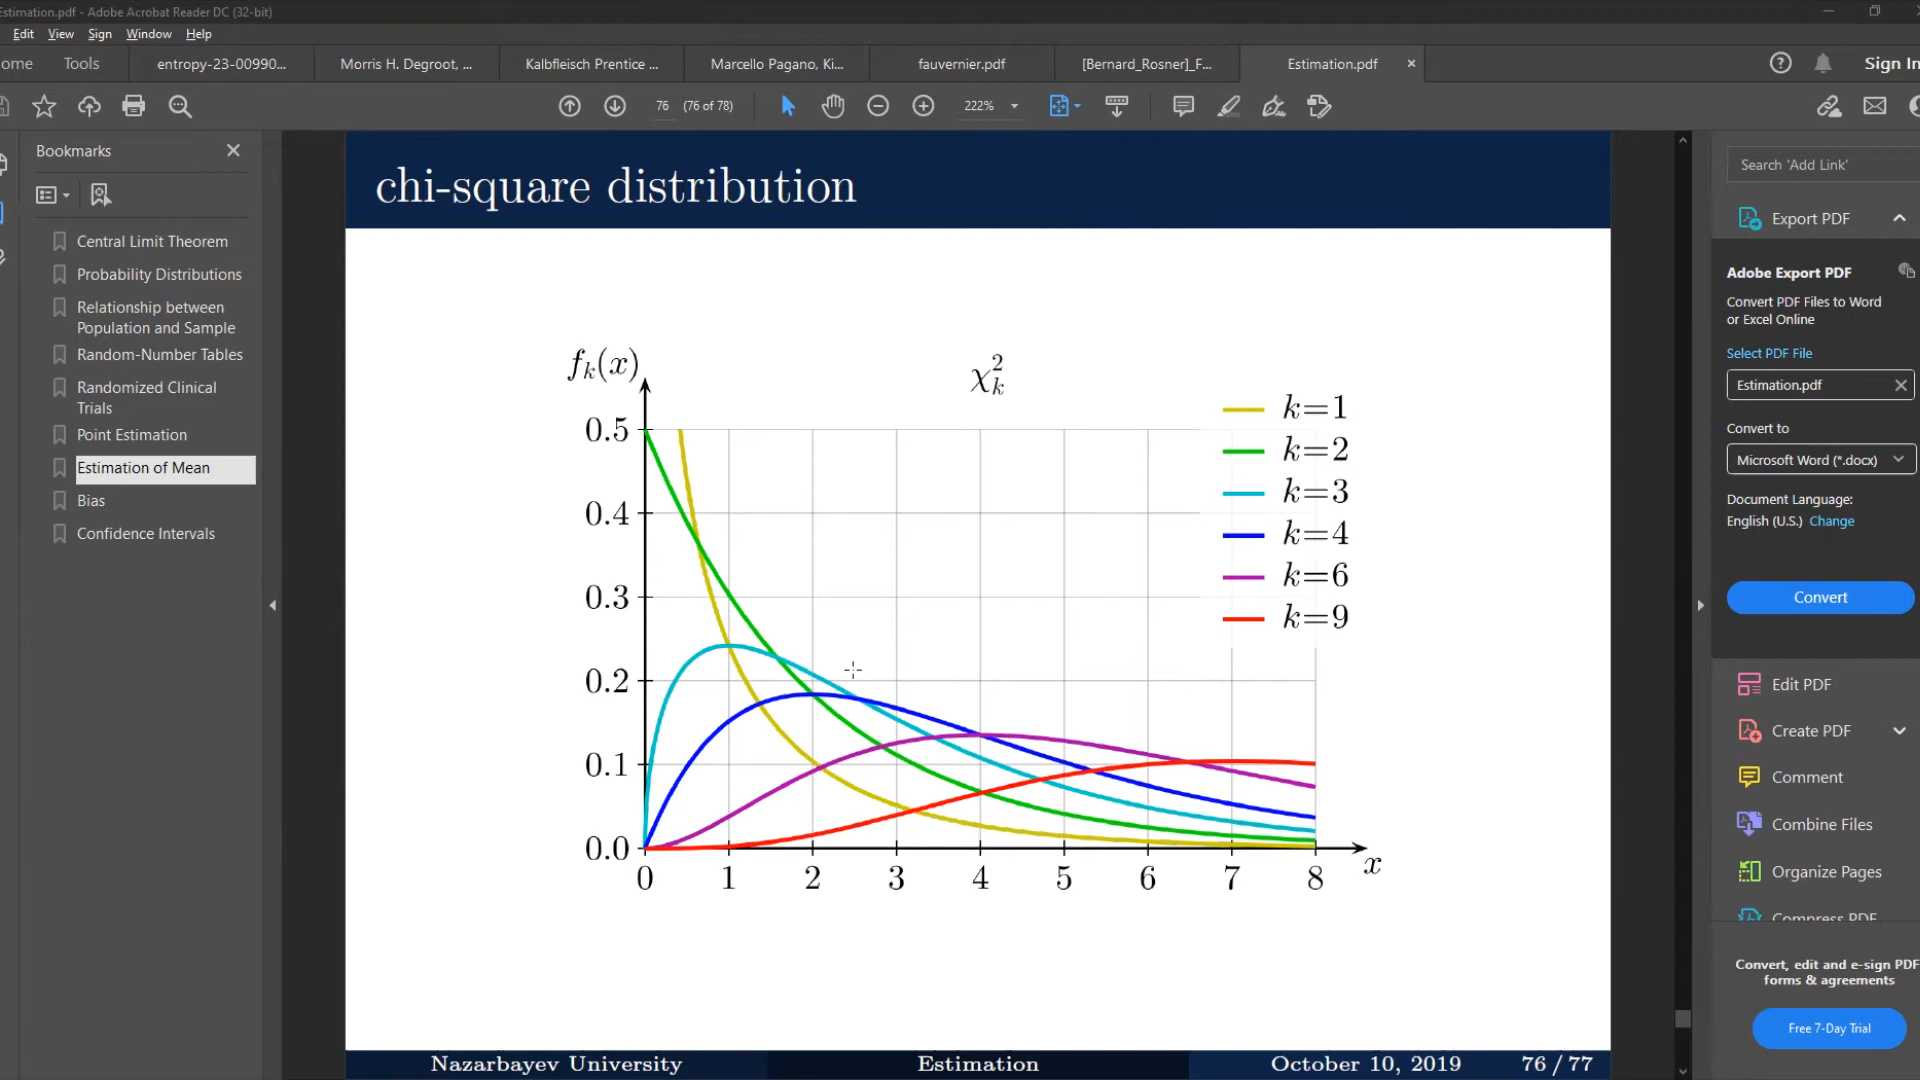 Estimation.pdf - Adobe Acrobat Reader DC (32-bit)
Edit View Sign Window Help
ome Tools entropy-23-00990... Morris H. Degroot, ... Kalbfleisch Prentice ... Marcello Pagano, Ki... fauvernier.pdf [Bernard_Rosner]_F... Estimation.pdf × Sign In
76 (76 of 78) 222%
Bookmarks
Central Limit Theorem
Probability Distributions
Relationship between
Population and Sample
Random-Number Tables
Randomized Clinical
Trials
Point Estimation
Estimation of Mean
Bias
Confidence Intervals
chi-square distribution
fₖ(x)
χ²ₖ
k=1
k=2
k=3
k=4
k=6
k=9
0.5
0.4
0.3
0.2
0.1
0.0
0 1 2 3 4 5 6 7 8
x
Nazarbayev University Estimation October 10, 2019 76 / 77
Search 'Add Link'
Export PDF
Adobe Export PDF
Convert PDF Files to Word
or Excel Online
Select PDF File
Estimation.pdf
Convert to
Microsoft Word (*.docx)
Document Language:
English (U.S.) Change
Convert
Edit PDF
Create PDF
Comment
Combine Files
Organize Pages
Compress PDF
Convert, edit and e-sign PDF
forms & agreements
Free 7-Day Trial